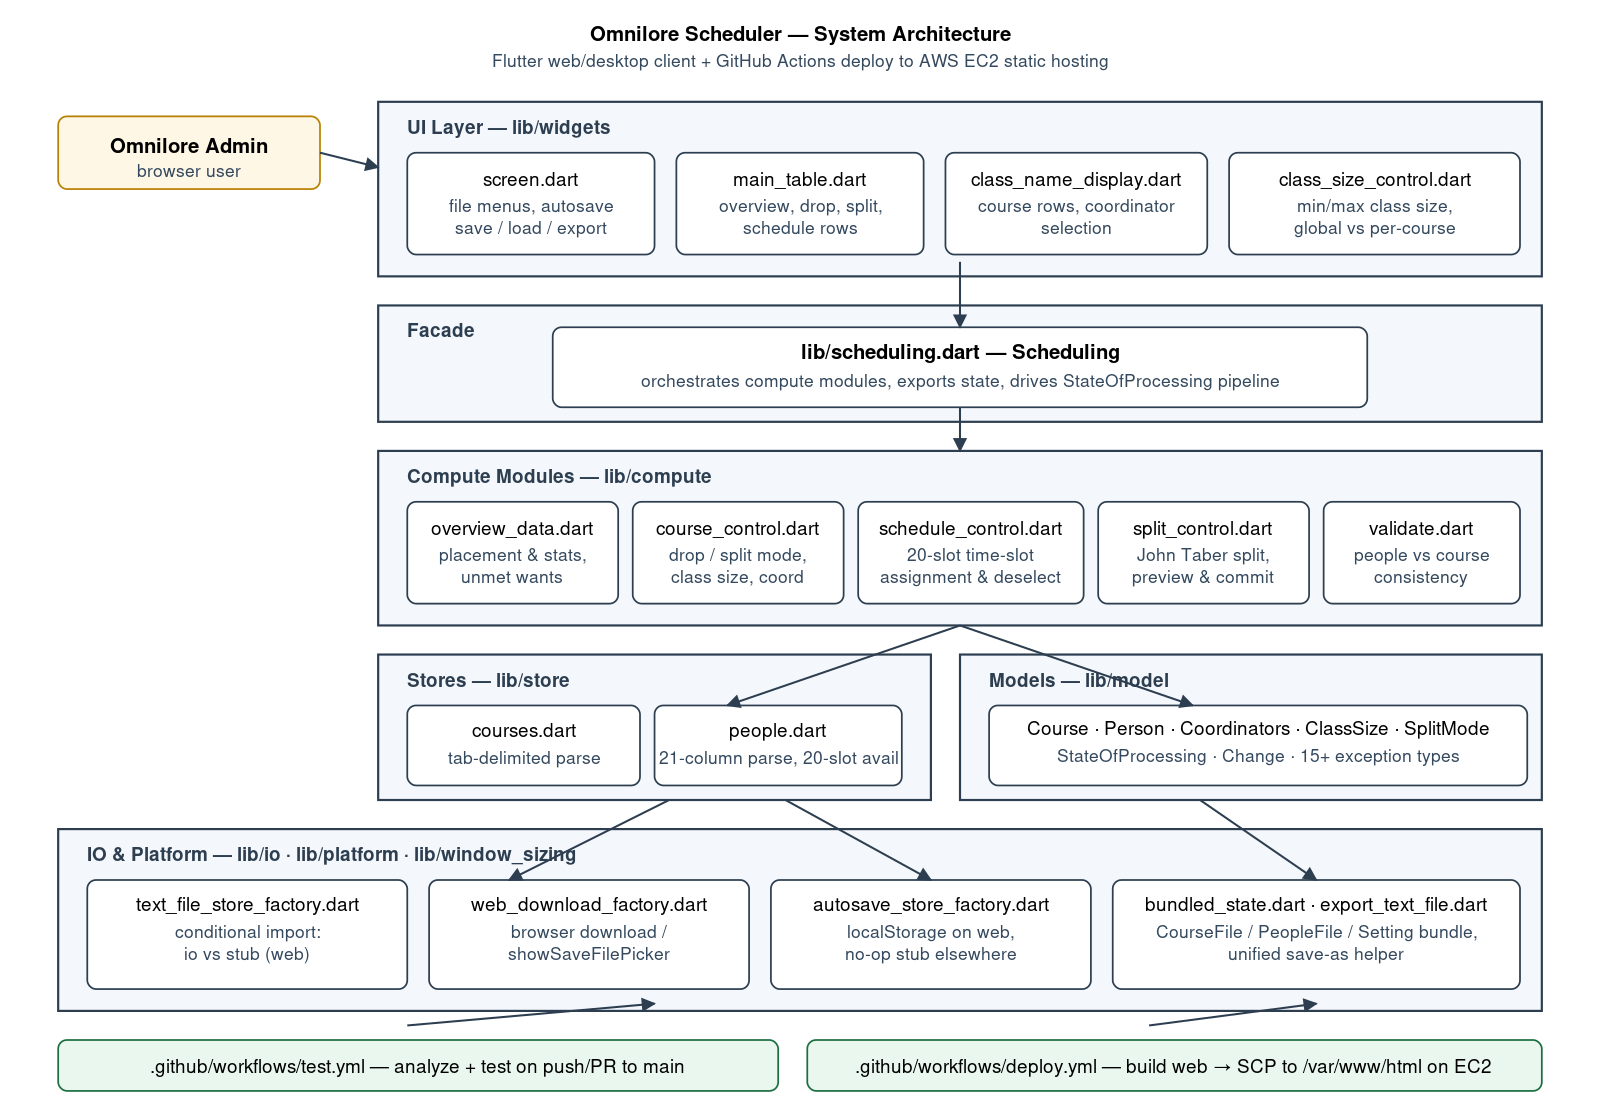 Omnilore Scheduler — System Architecture
Flutter web/desktop client + GitHub Actions deploy to AWS EC2 static hosting
Omnilore Admin
browser user
UI Layer — lib/widgets
screen.dart
file menus, autosave
save / load / export
main_table.dart
overview, drop, split,
schedule rows
class_name_display.dart
course rows, coordinator
selection
class_size_control.dart
min/max class size,
global vs per-course
Facade
lib/scheduling.dart — Scheduling
orchestrates compute modules, exports state, drives StateOfProcessing pipeline
Compute Modules — lib/compute
overview_data.dart
placement & stats,
unmet wants
course_control.dart
drop / split mode,
class size, coord
schedule_control.dart
20-slot time-slot
assignment & deselect
split_control.dart
John Taber split,
preview & commit
validate.dart
people vs course
consistency
Stores — lib/store
courses.dart
tab-delimited parse
people.dart
21-column parse, 20-slot avail
Models — lib/model
Course · Person · Coordinators · ClassSize · SplitMode
StateOfProcessing · Change · 15+ exception types
IO & Platform — lib/io · lib/platform · lib/window_sizing
text_file_store_factory.dart
conditional import:
io vs stub (web)
web_download_factory.dart
browser download /
showSaveFilePicker
autosave_store_factory.dart
localStorage on web,
no-op stub elsewhere
bundled_state.dart · export_text_file.dart
CourseFile / PeopleFile / Setting bundle,
unified save-as helper
.github/workflows/test.yml — analyze + test on push/PR to main
.github/workflows/deploy.yml — build web → SCP to /var/www/html on EC2